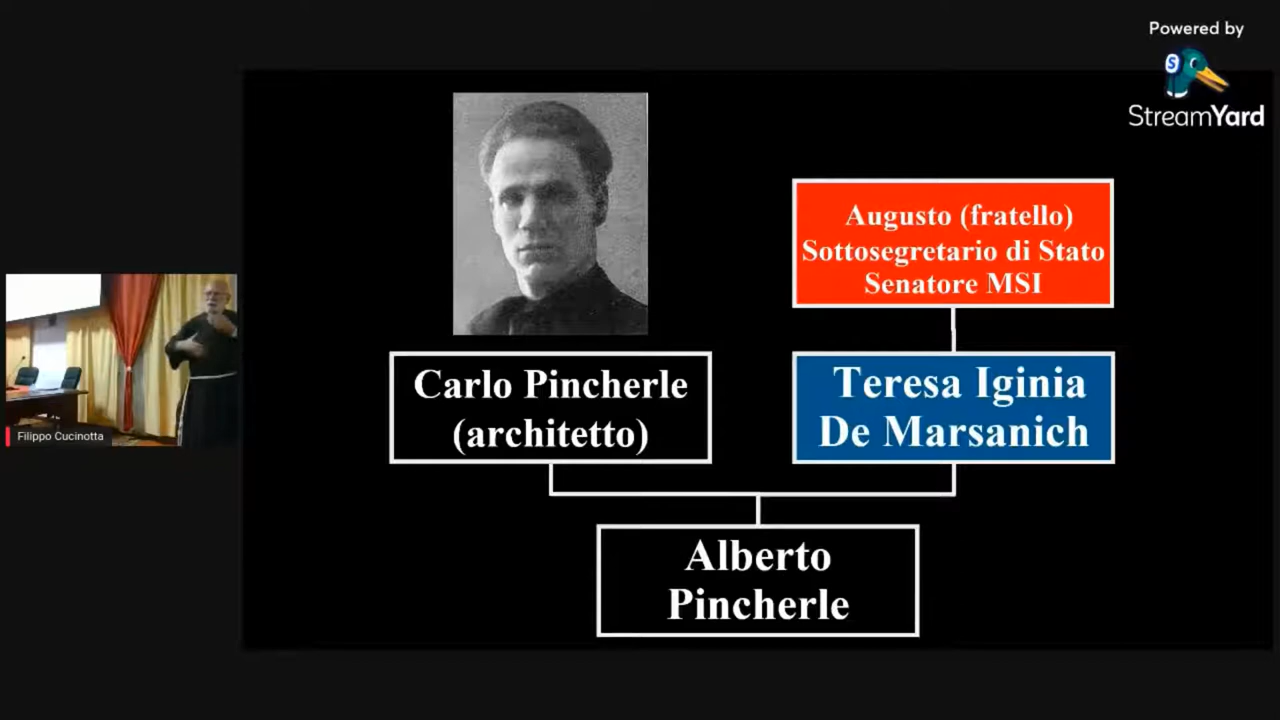 Powered by
S
StreamYard
Augusto (fratello)
Sottosegretario di Stato
Senatore MSI
Carlo Pincherle
(architetto)
Teresa Iginia
De Marsanich
Alberto
Pincherle
Filippo Cucinotta